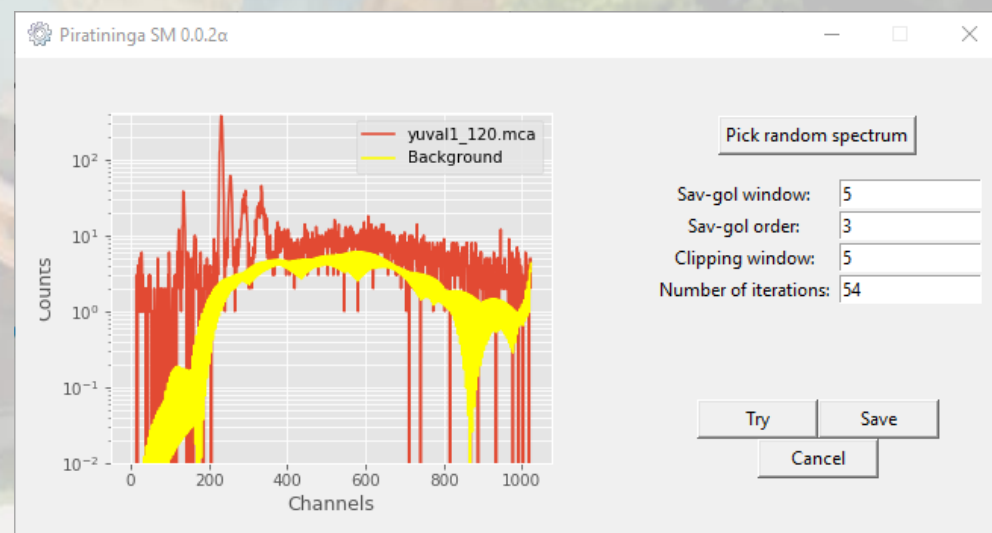 Piratininga SM 0.0.2α
yuval1_120.mca
Background
Counts
10²
10¹
10⁰
10⁻¹
10⁻²
0 200 400 600 800 1000
Channels
Pick random spectrum
Sav-gol window: 5
Sav-gol order: 3
Clipping window: 5
Number of iterations: 54
Try Save
Cancel